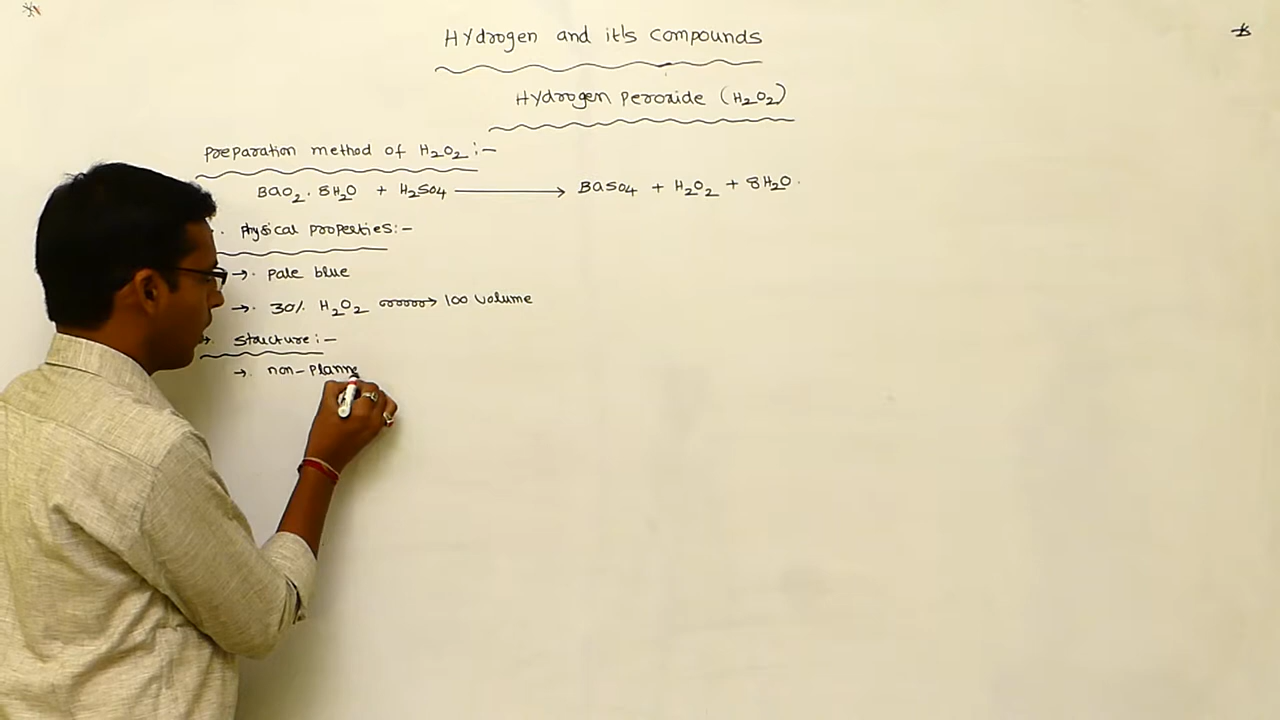 Hydrogen and it's compounds
Hydrogen peroxide (H₂O₂)
preparation method of H₂O₂ :-
BaO₂ · 8H₂O + H₂SO₄ ⟶ BaSO₄ + H₂O₂ + 8H₂O.
physical properties :-
→ pale blue
→ 30% H₂O₂ → 100 volume
structure :-
→ non-planne